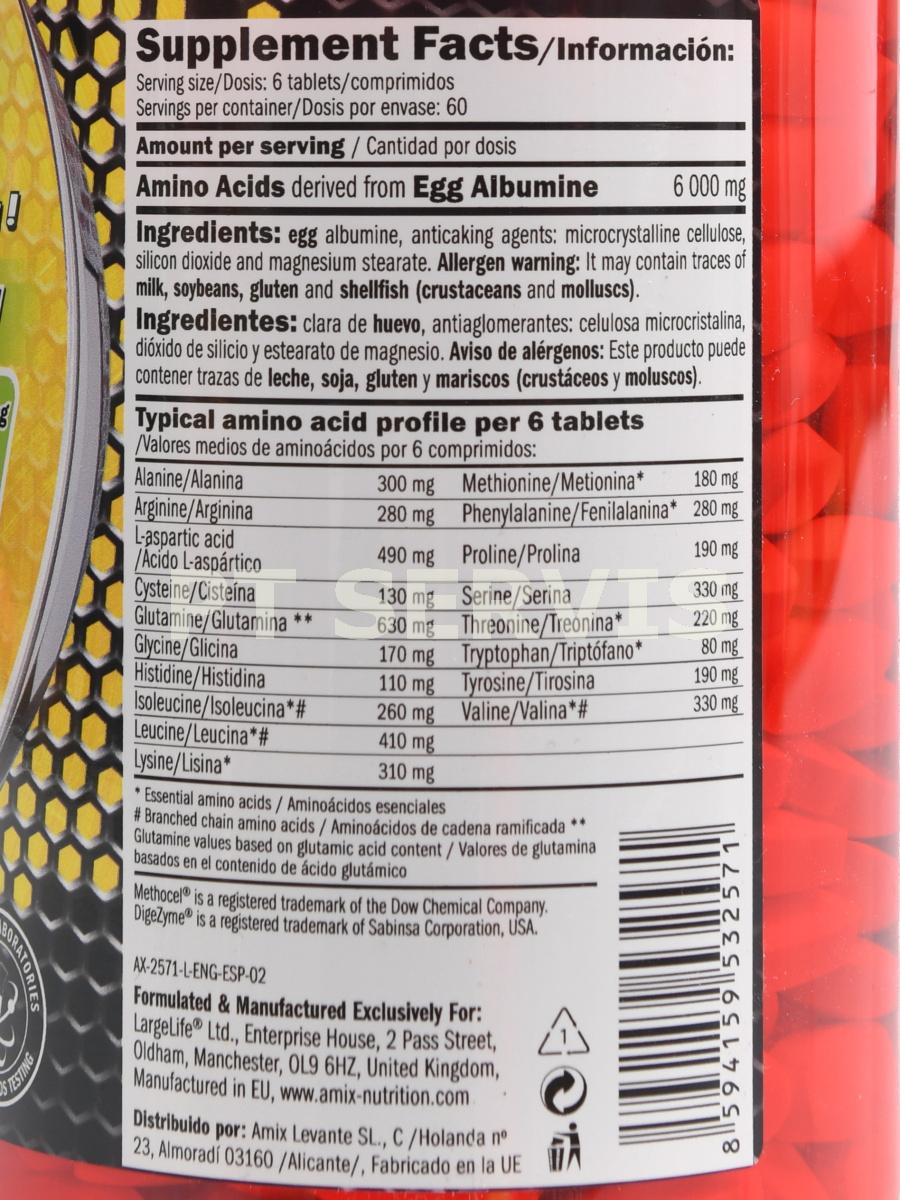 Supplement Facts/Información:
Serving size/Dosis: 6 tablets/comprimidos
Servings per container/Dosis por envase: 60
Amount per serving / Cantidad por dosis
Amino Acids derived from Egg Albumine 6 000 mg
Ingredients: egg albumine, anticaking agents: microcrystalline cellulose,
silicon dioxide and magnesium stearate. Allergen warning: It may contain traces of
milk, soybeans, gluten and shellfish (crustaceans and molluscs).
Ingredientes: clara de huevo, antiaglomerantes: celulosa microcristalina,
dióxido de silicio y estearato de magnesio. Aviso de alérgenos: Este producto puede
contener trazas de leche, soja, gluten y mariscos (crustáceos y moluscos).
Typical amino acid profile per 6 tablets
/Valores medios de aminoácidos por 6 comprimidos:
Alanine/Alanina 300 mg Methionine/Metionina* 180 mg
Arginine/Arginina 280 mg Phenylalanine/Fenilalanina* 280 mg
L-aspartic acid
/Ácido L-aspártico 490 mg Proline/Prolina 190 mg
Cysteine/Cisteína 130 mg Serine/Serina 330 mg
Glutamine/Glutamina ** 630 mg Threonine/Treonina* 220 mg
Glycine/Glicina 170 mg Tryptophan/Triptófano* 80 mg
Histidine/Histidina 110 mg Tyrosine/Tirosina 190 mg
Isoleucine/Isoleucina*# 260 mg Valine/Valina*# 330 mg
Leucine/Leucina*# 410 mg
Lysine/Lisina* 310 mg
PT SERVIS
* Essential amino acids / Aminoácidos esenciales
# Branched chain amino acids / Aminoácidos de cadena ramificada **
Glutamine values based on glutamic acid content / Valores de glutamina
basados en el contenido de ácido glutámico
Methocel® is a registered trademark of the Dow Chemical Company.
DigeZyme® is a registered trademark of Sabinsa Corporation, USA.
AX-2571-L-ENG-ESP-02
Formulated & Manufactured Exclusively For:
LargeLife® Ltd., Enterprise House, 2 Pass Street,
Oldham, Manchester, OL9 6HZ, United Kingdom,
Manufactured in EU, www.amix-nutrition.com
Distribuido por: Amix Levante SL., C /Holanda nº
23, Almoradí 03160 /Alicante/, Fabricado en la UE
1
8 594159 532571